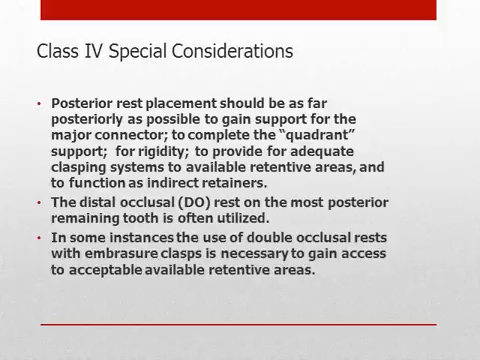 Class IV Special Considerations
• Posterior rest placement should be as far
posteriorly as possible to gain support for the
major connector; to complete the “quadrant”
support;  for rigidity; to provide for adequate
clasping systems to available retentive areas, and
to function as indirect retainers.
• The distal occlusal (DO) rest on the most posterior
remaining tooth is often utilized.
• In some instances the use of double occlusal rests
with embrasure clasps is necessary to gain access
to acceptable available retentive areas.